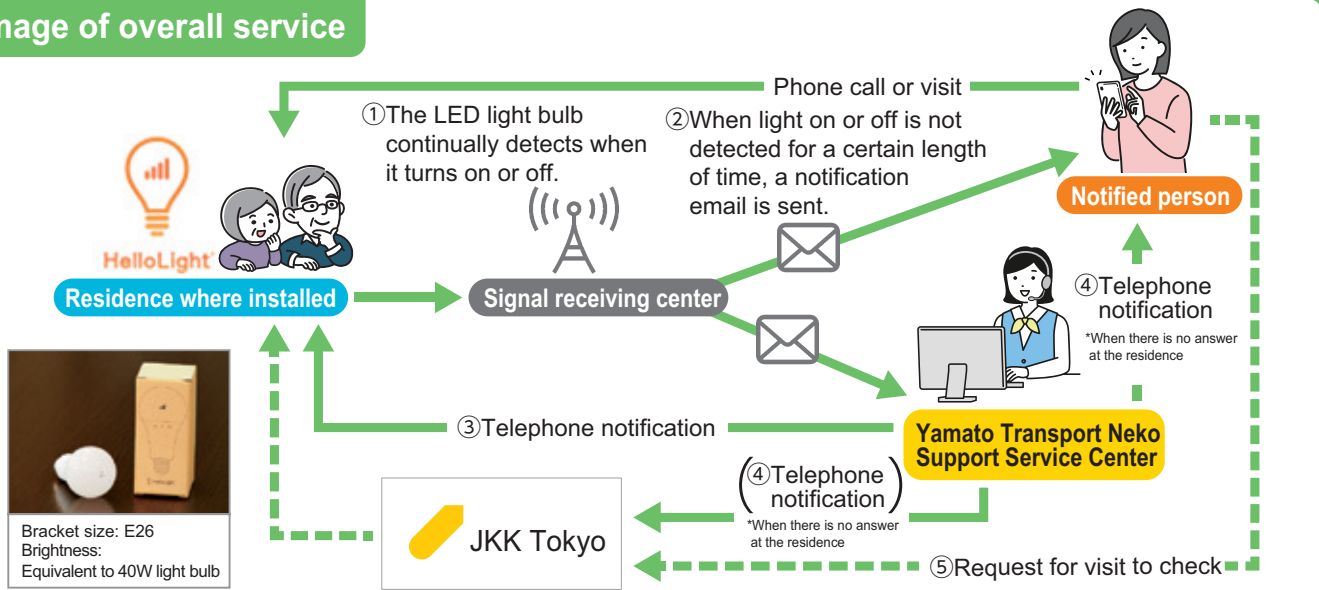 mage of overall service
Phone call or visit
①The LED light bulb
continually detects when
it turns on or off.
②When light on or off is not
detected for a certain length
of time, a notification
email is sent.
HelloLight
Notified person
Residence where installed
Signal receiving center
④Telephone
notification
*When there is no answer
at the residence
③Telephone notification
Yamato Transport Neko
Support Service Center
(④Telephone
notification)
*When there is no answer
at the residence
JKK Tokyo
⑤Request for visit to check
Bracket size: E26
Brightness:
Equivalent to 40W light bulb